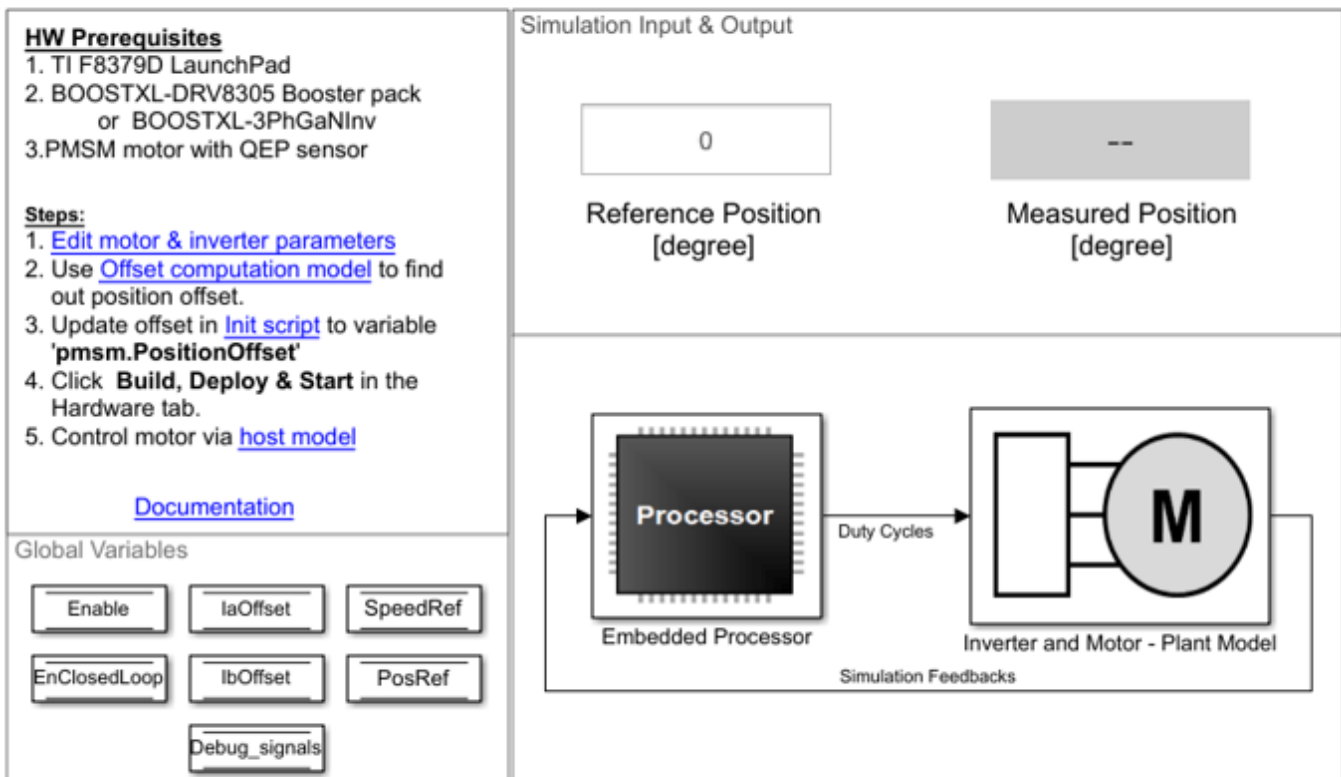 HW Prerequisites
1. TI F8379D LaunchPad
2. BOOSTXL-DRV8305 Booster pack
or BOOSTXL-3PhGaNInv
3.PMSM motor with QEP sensor
Steps:
1. Edit motor & inverter parameters
2. Use Offset computation model to find
out position offset.
3. Update offset in Init script to variable
'pmsm.PositionOffset'
4. Click Build, Deploy & Start in the
Hardware tab.
5. Control motor via host model
Documentation
Global Variables
Enable
IaOffset
SpeedRef
EnClosedLoop
IbOffset
PosRef
Debug_signals
Simulation Input & Output
0
--
Reference Position
[degree]
Measured Position
[degree]
Processor
Duty Cycles
M
Embedded Processor
Inverter and Motor - Plant Model
Simulation Feedbacks